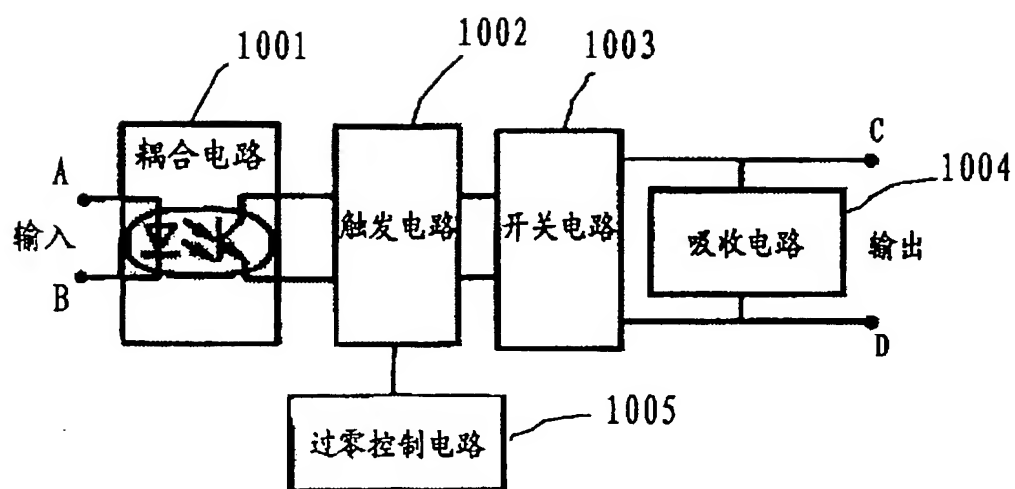 1001
1002
1003
耦合电路
A
输入
B
触发电路
开关电路
C
1004
吸收电路
输出
D
过零控制电路
1005